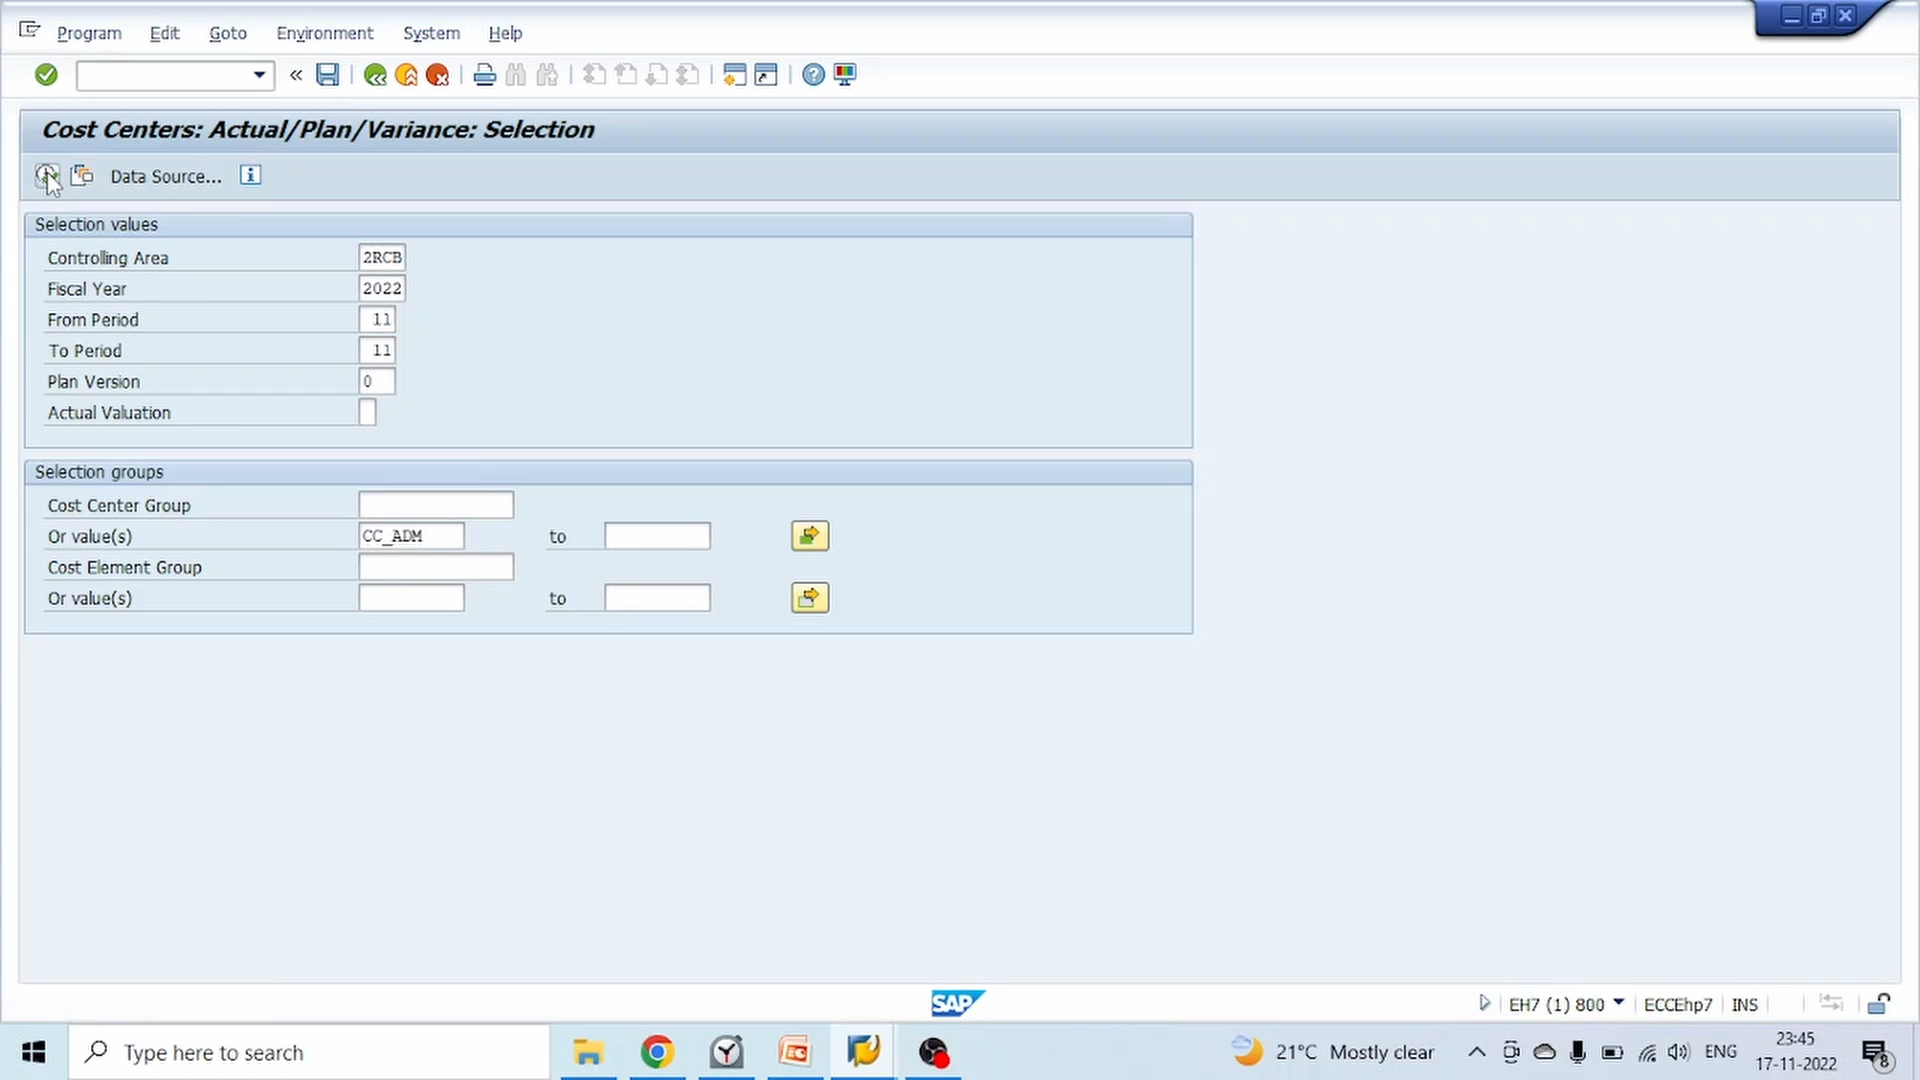 Program Edit Goto Environment System Help
Cost Centers: Actual/Plan/Variance: Selection
Data Source...
Selection values
Controlling Area 2RCB
Fiscal Year 2022
From Period 11
To Period 11
Plan Version 0
Actual Valuation
Selection groups
Cost Center Group
Or value(s) CC_ADM to
Cost Element Group
Or value(s) to
SAP EH7 (1) 800 ECCEhp7 INS
Type here to search 21°C Mostly clear ENG 23:45
17-11-2022 8